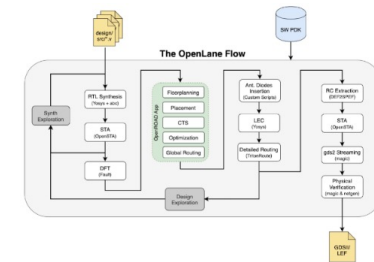 design/
src/*.v
SW PDK
The OpenLane Flow
RTL Synthesis
(Yosys + abc)
STA
(OpenSTA)
DFT
(Fault)
Synth
Exploration
OpenROAD App
Floorplanning
Placement
CTS
Optimization
Global Routing
Ant. Diodes
Insertion
(Custom Scripts)
LEC
(Yosys)
Detailed Routing
(TritonRoute)
Design
Exploration
RC Extraction
(DEF2SPEF)
STA
(OpenSTA)
gds2 Streaming
(magic)
Physical
Verification
(magic & netgen)
GDSII/
LEF